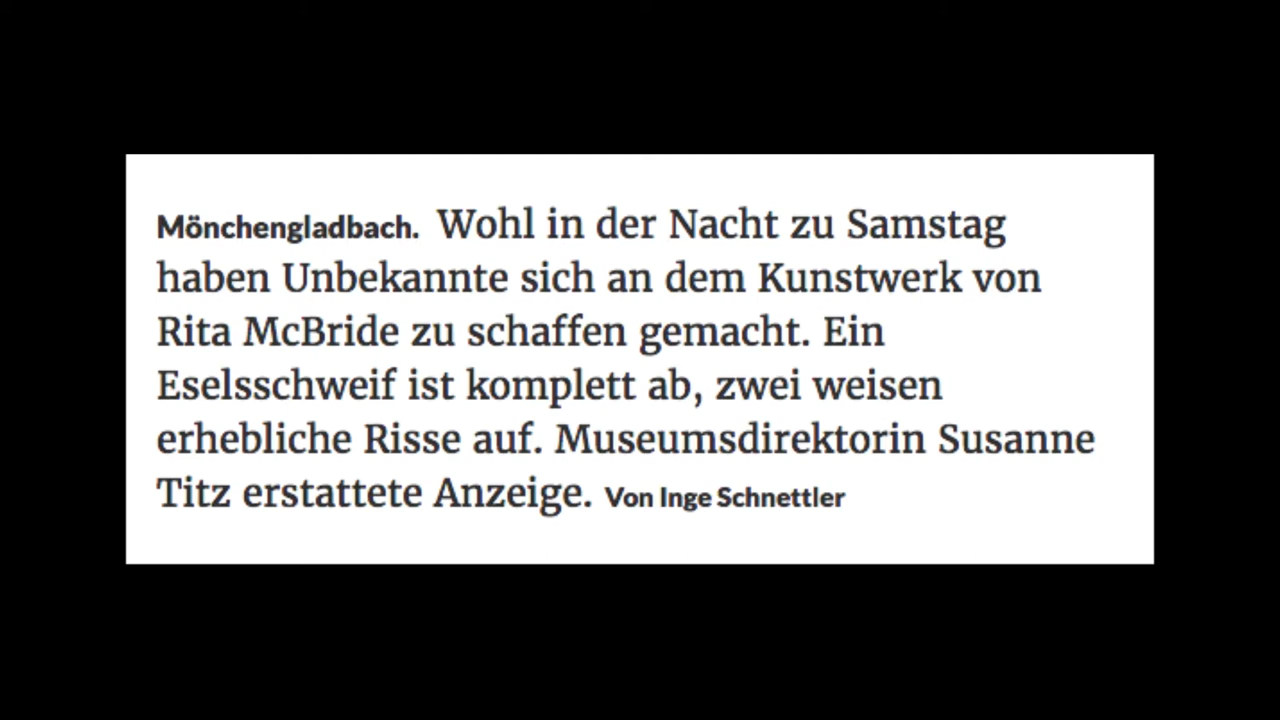 Mönchengladbach. Wohl in der Nacht zu Samstag
haben Unbekannte sich an dem Kunstwerk von
Rita McBride zu schaffen gemacht. Ein
Eselsschweif ist komplett ab, zwei weisen
erhebliche Risse auf. Museumsdirektorin Susanne
Titz erstattete Anzeige. Von Inge Schnettler